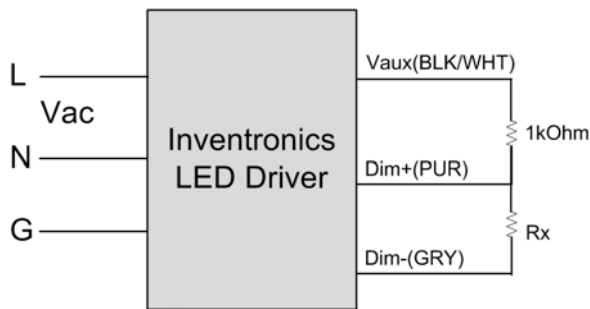 L
Vac
N
G
Inventronics
LED Driver
Vaux(BLK/WHT)
1kOhm
Dim+(PUR)
Rx
Dim-(GRY)